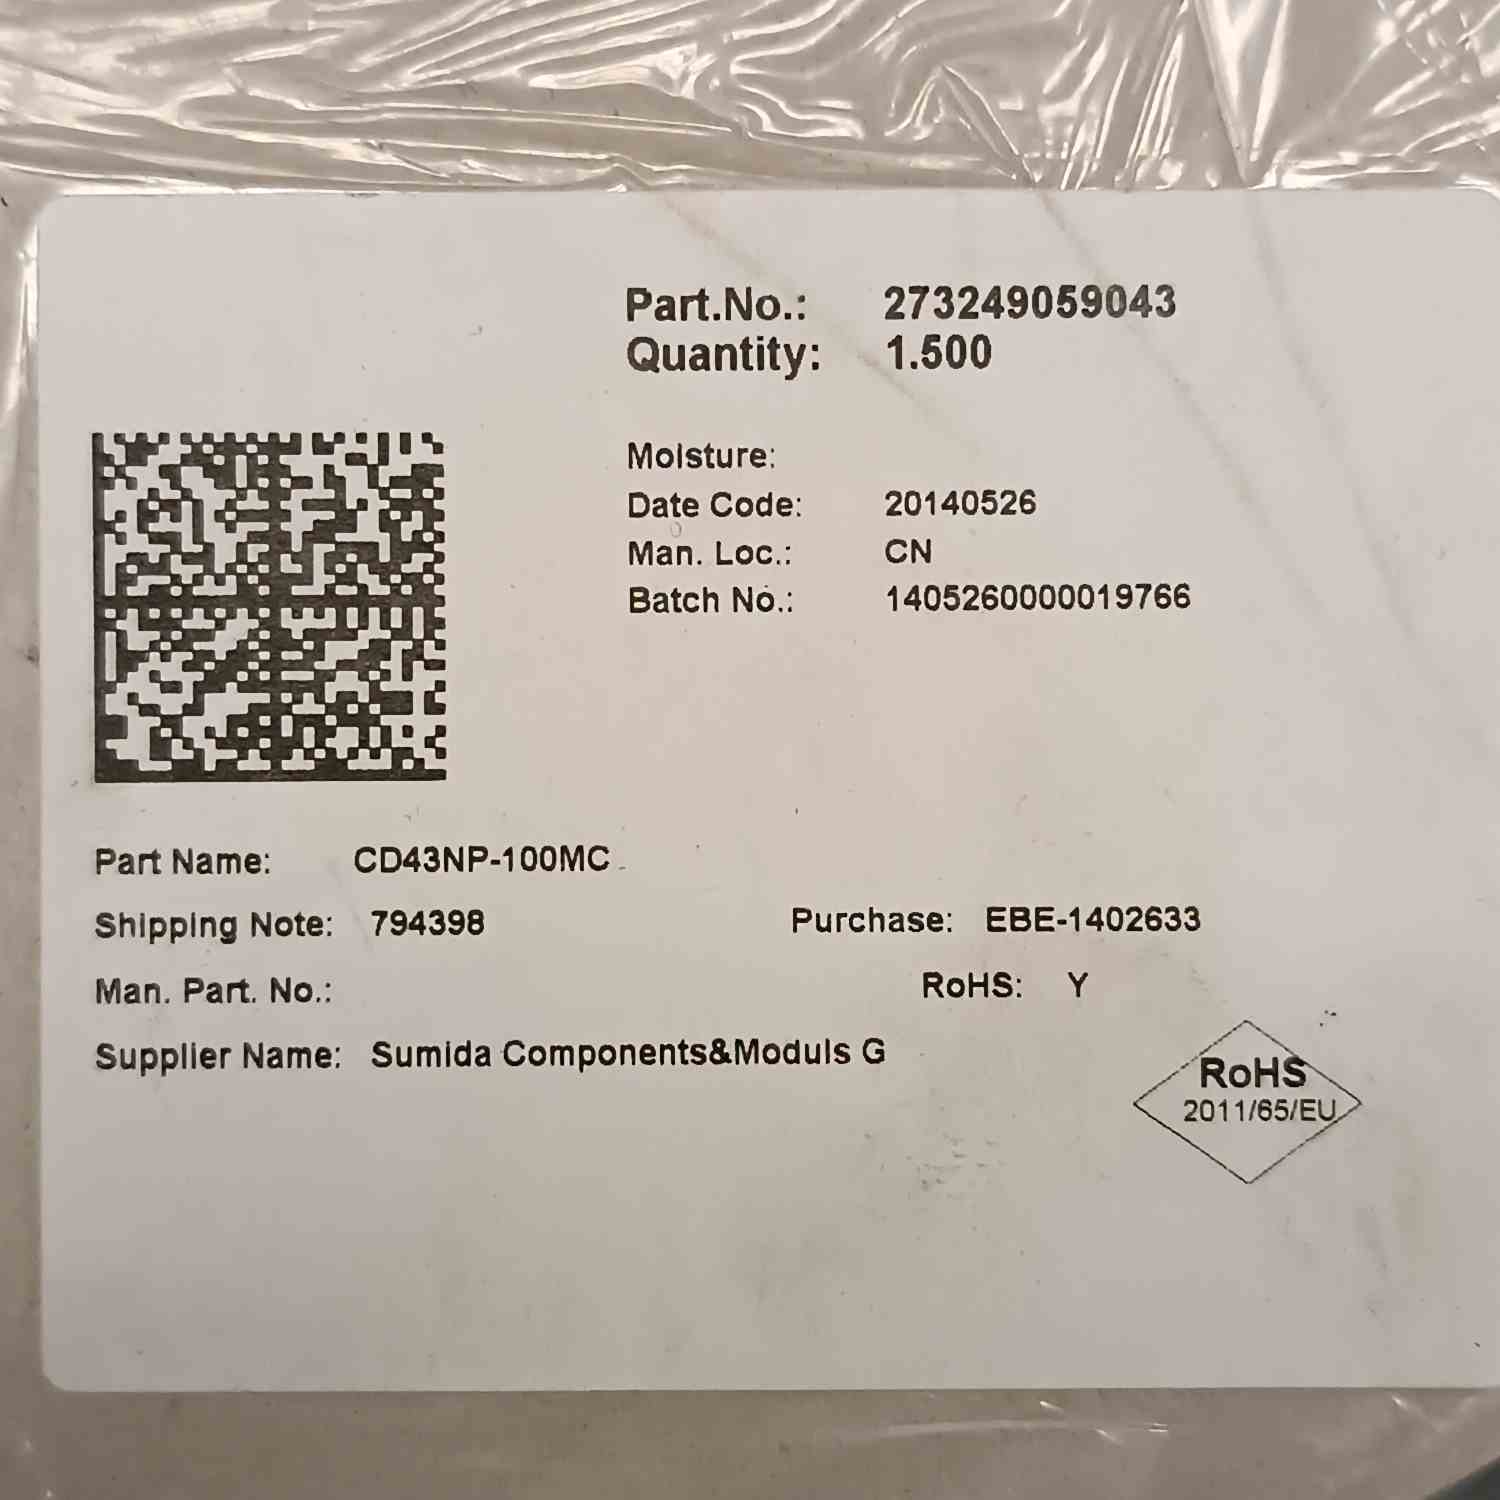 Part.No.: 273249059043
Quantity: 1.500
Moisture:
Date Code: 20140526
Man. Loc.: CN
Batch No.: 1405260000019766
Part Name: CD43NP-100MC
Shipping Note: 794398 Purchase: EBE-1402633
Man. Part. No.: RoHS: Y
Supplier Name: Sumida Components&Moduls G
RoHS
2011/65/EU